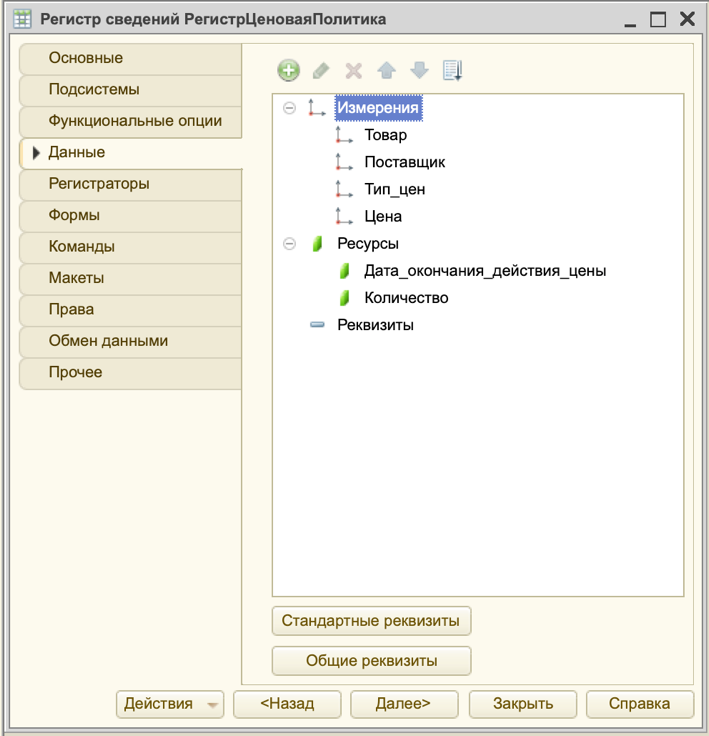 Регистр сведений РегистрЦеноваяПолитика
Основные
Подсистемы
Функциональные опции
Данные
Регистраторы
Формы
Команды
Макеты
Права
Обмен данными
Прочее
Измерения
Товар
Поставщик
Тип_цен
Цена
Ресурсы
Дата_окончания_действия_цены
Количество
Реквизиты
Стандартные реквизиты
Общие реквизиты
Действия
<Назад
Далее>
Закрыть
Справка